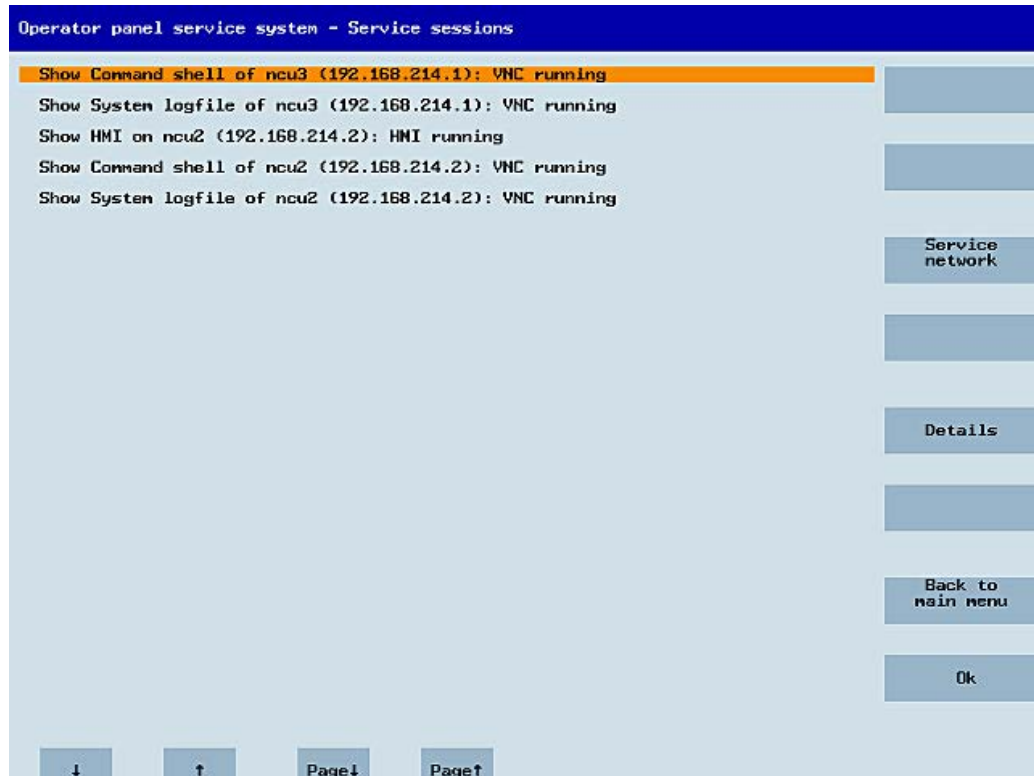 Operator panel service system - Service sessions
Show Command shell of ncu3 (192.168.214.1): VNC running
Show System logfile of ncu3 (192.168.214.1): VNC running
Show HMI on ncu2 (192.168.214.2): HMI running
Show Command shell of ncu2 (192.168.214.2): VNC running
Show System logfile of ncu2 (192.168.214.2): VNC running
Service
network
Details
Back to
main menu
Ok
↓ ↑ Page↓ Page↑